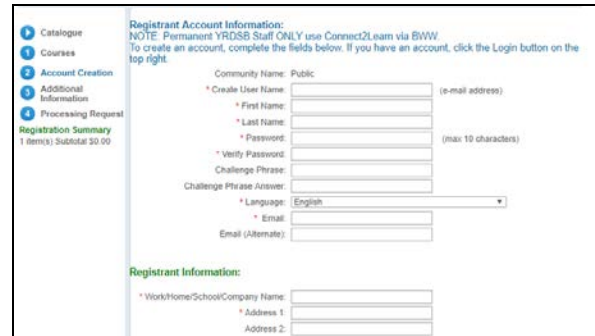 Catalogue
1 Courses
2 Account Creation
3 Additional
Information
4 Processing Request
Registration Summary
1 item(s) Subtotal $0.00
Registrant Account Information:
NOTE: Permanent YRDSB Staff ONLY use Connect2Learn via BWW.
To create an account, complete the fields below. If you have an account, click the Login button on the
top right.
Community Name: Public
* Create User Name: (e-mail address)
* First Name:
* Last Name:
* Password: (max 10 characters)
* Verify Password:
Challenge Phrase:
Challenge Phrase Answer:
* Language: English
* Email:
Email (Alternate):
Registrant Information:
* Work/Home/School/Company Name:
* Address 1:
Address 2: